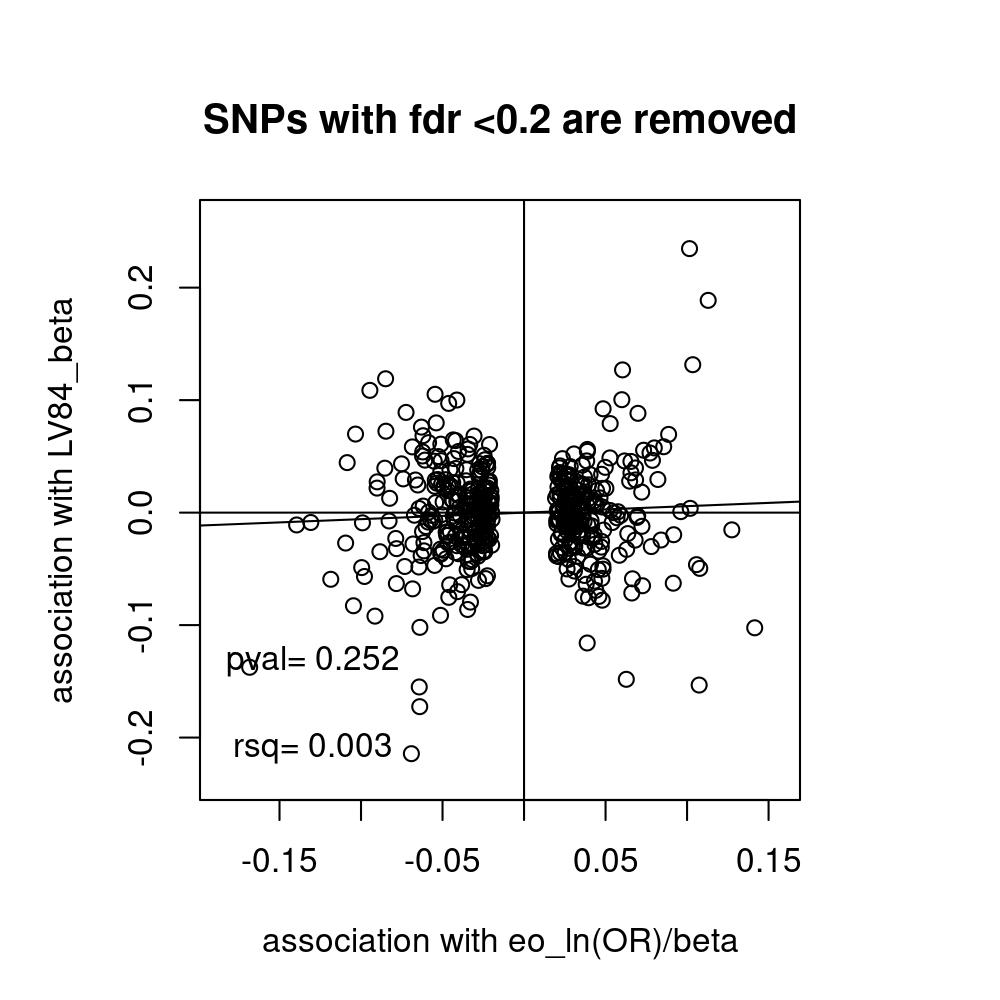 SNPs with fdr <0.2 are removed
association with LV84_beta
0.2
0.1
0.0
-0.1
-0.2
pval= 0.252
rsq= 0.003
-0.15 -0.05 0.05 0.15
association with eo_ln(OR)/beta